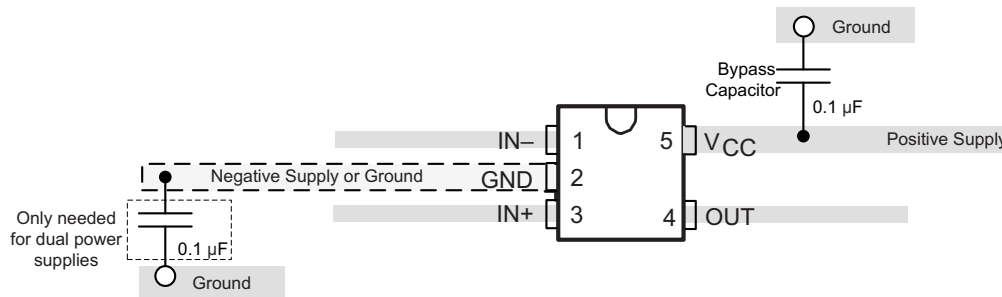 Ground
Bypass
Capacitor
0.1 µF
IN–
1
5
VCC
Positive Supply
Negative Supply or Ground
GND
2
IN+
3
4
OUT
Only needed
for dual power
supplies
0.1 µF
Ground